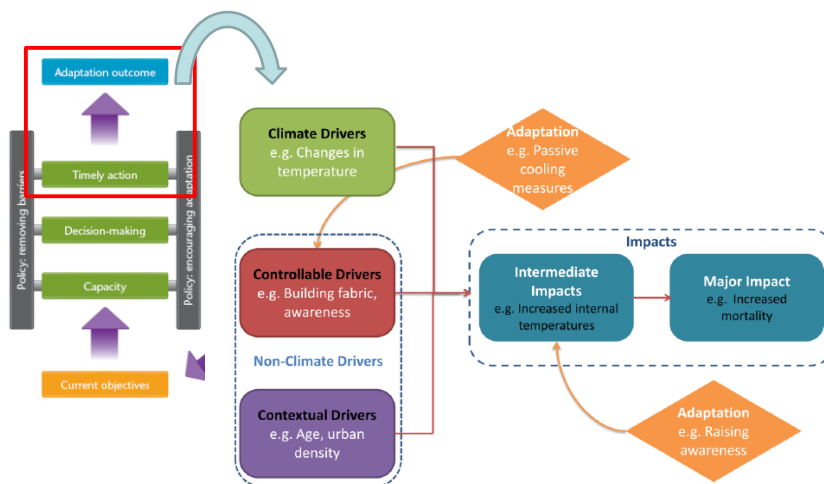 Adaptation outcome
Timely action
Decision-making
Capacity
Current objectives
Policy: removing barriers
Policy: encouraging adaptation
Climate Drivers
e.g. Changes in
temperature
Adaptation
e.g. Passive
cooling
measures
Controllable Drivers
e.g. Building fabric,
awareness
Non-Climate Drivers
Contextual Drivers
e.g. Age, urban
density
Impacts
Intermediate
Impacts
e.g. Increased internal
temperatures
Major Impact
e.g. Increased
mortality
Adaptation
e.g. Raising
awareness